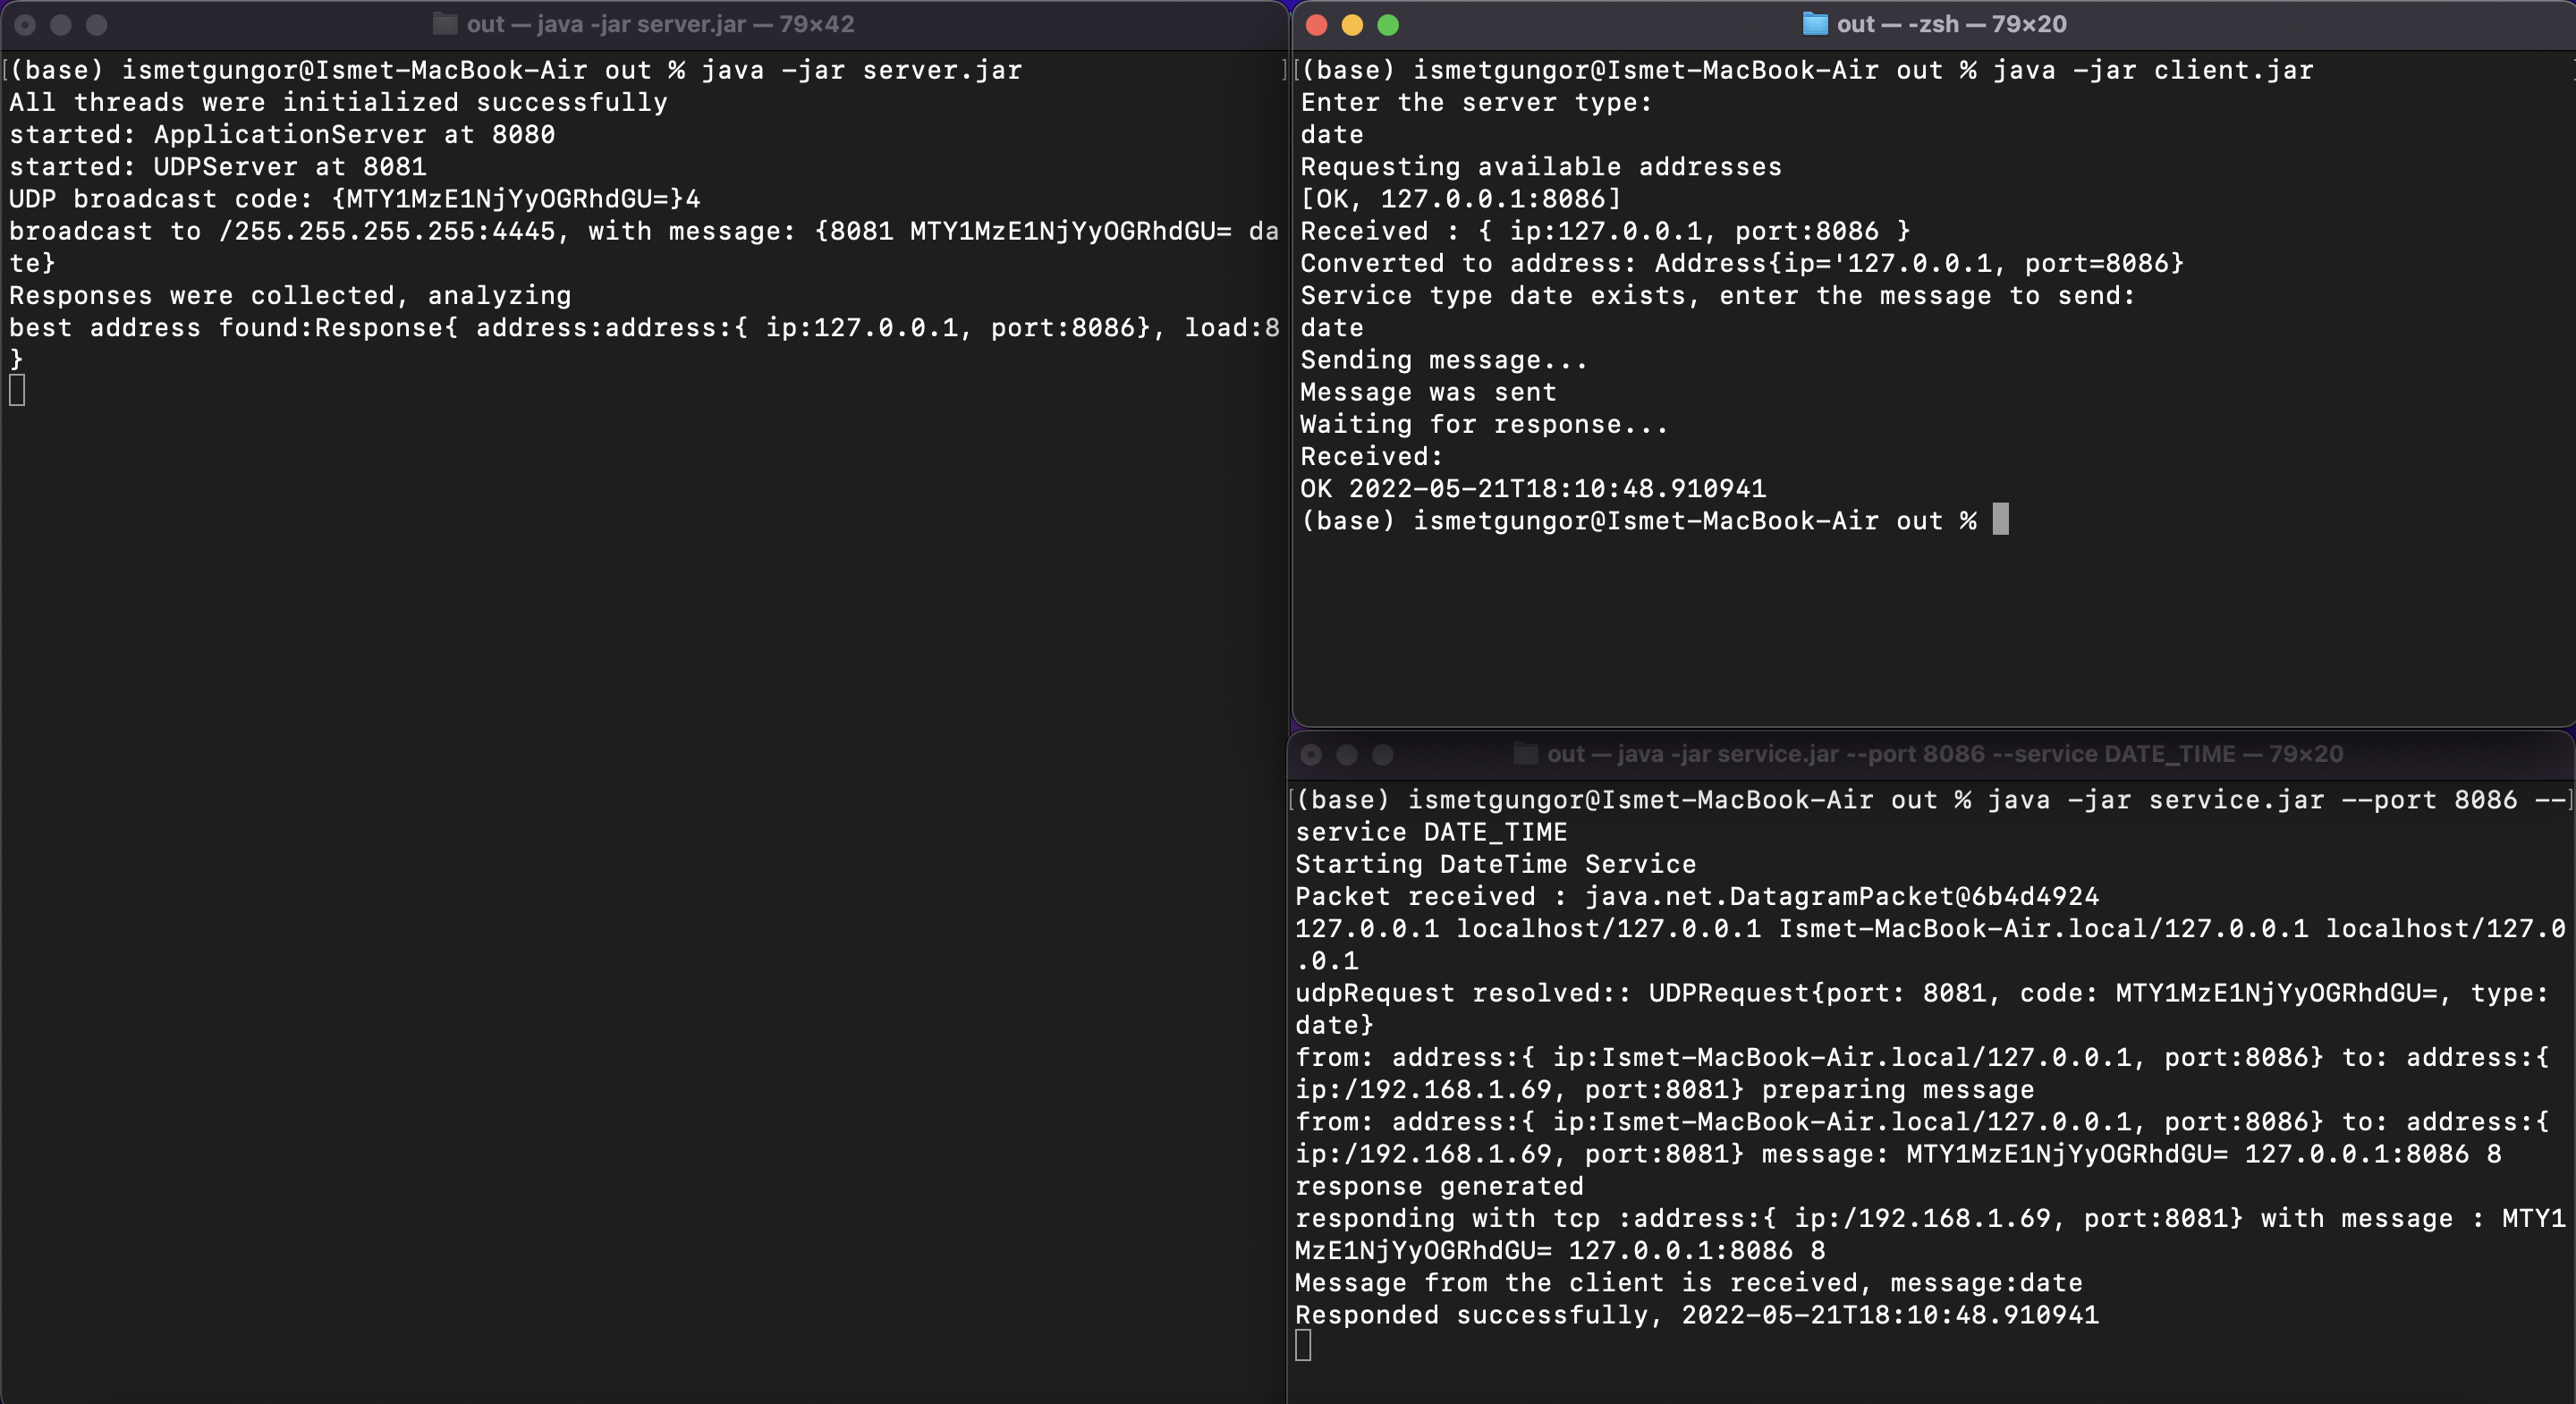 out — java -jar server.jar — 79×42
(base) ismetgungor@Ismet-MacBook-Air out % java -jar server.jar
All threads were initialized successfully
started: ApplicationServer at 8080
started: UDPServer at 8081
UDP broadcast code: {MTY1MzE1NjYyOGRhdGU=}4
broadcast to /255.255.255.255:4445, with message: {8081 MTY1MzE1NjYyOGRhdGU= da
te}
Responses were collected, analyzing
best address found:Response{ address:address:{ ip:127.0.0.1, port:8086}, load:8
}
out — -zsh — 79×20
(base) ismetgungor@Ismet-MacBook-Air out % java -jar client.jar
Enter the server type:
date
Requesting available addresses
[OK, 127.0.0.1:8086]
Received : { ip:127.0.0.1, port:8086 }
Converted to address: Address{ip='127.0.0.1, port=8086}
Service type date exists, enter the message to send:
date
Sending message...
Message was sent
Waiting for response...
Received:
OK 2022-05-21T18:10:48.910941
(base) ismetgungor@Ismet-MacBook-Air out %
out — java -jar service.jar --port 8086 --service DATE_TIME — 79×20
(base) ismetgungor@Ismet-MacBook-Air out % java -jar service.jar --port 8086 --
service DATE_TIME
Starting DateTime Service
Packet received : java.net.DatagramPacket@6b4d4924
127.0.0.1 localhost/127.0.0.1 Ismet-MacBook-Air.local/127.0.0.1 localhost/127.0
.0.1
udpRequest resolved:: UDPRequest{port: 8081, code: MTY1MzE1NjYyOGRhdGU=, type:
date}
from: address:{ ip:Ismet-MacBook-Air.local/127.0.0.1, port:8086} to: address:{
ip:/192.168.1.69, port:8081} preparing message
from: address:{ ip:Ismet-MacBook-Air.local/127.0.0.1, port:8086} to: address:{
ip:/192.168.1.69, port:8081} message: MTY1MzE1NjYyOGRhdGU= 127.0.0.1:8086 8
response generated
responding with tcp :address:{ ip:/192.168.1.69, port:8081} with message : MTY1
MzE1NjYyOGRhdGU= 127.0.0.1:8086 8
Message from the client is received, message:date
Responded successfully, 2022-05-21T18:10:48.910941